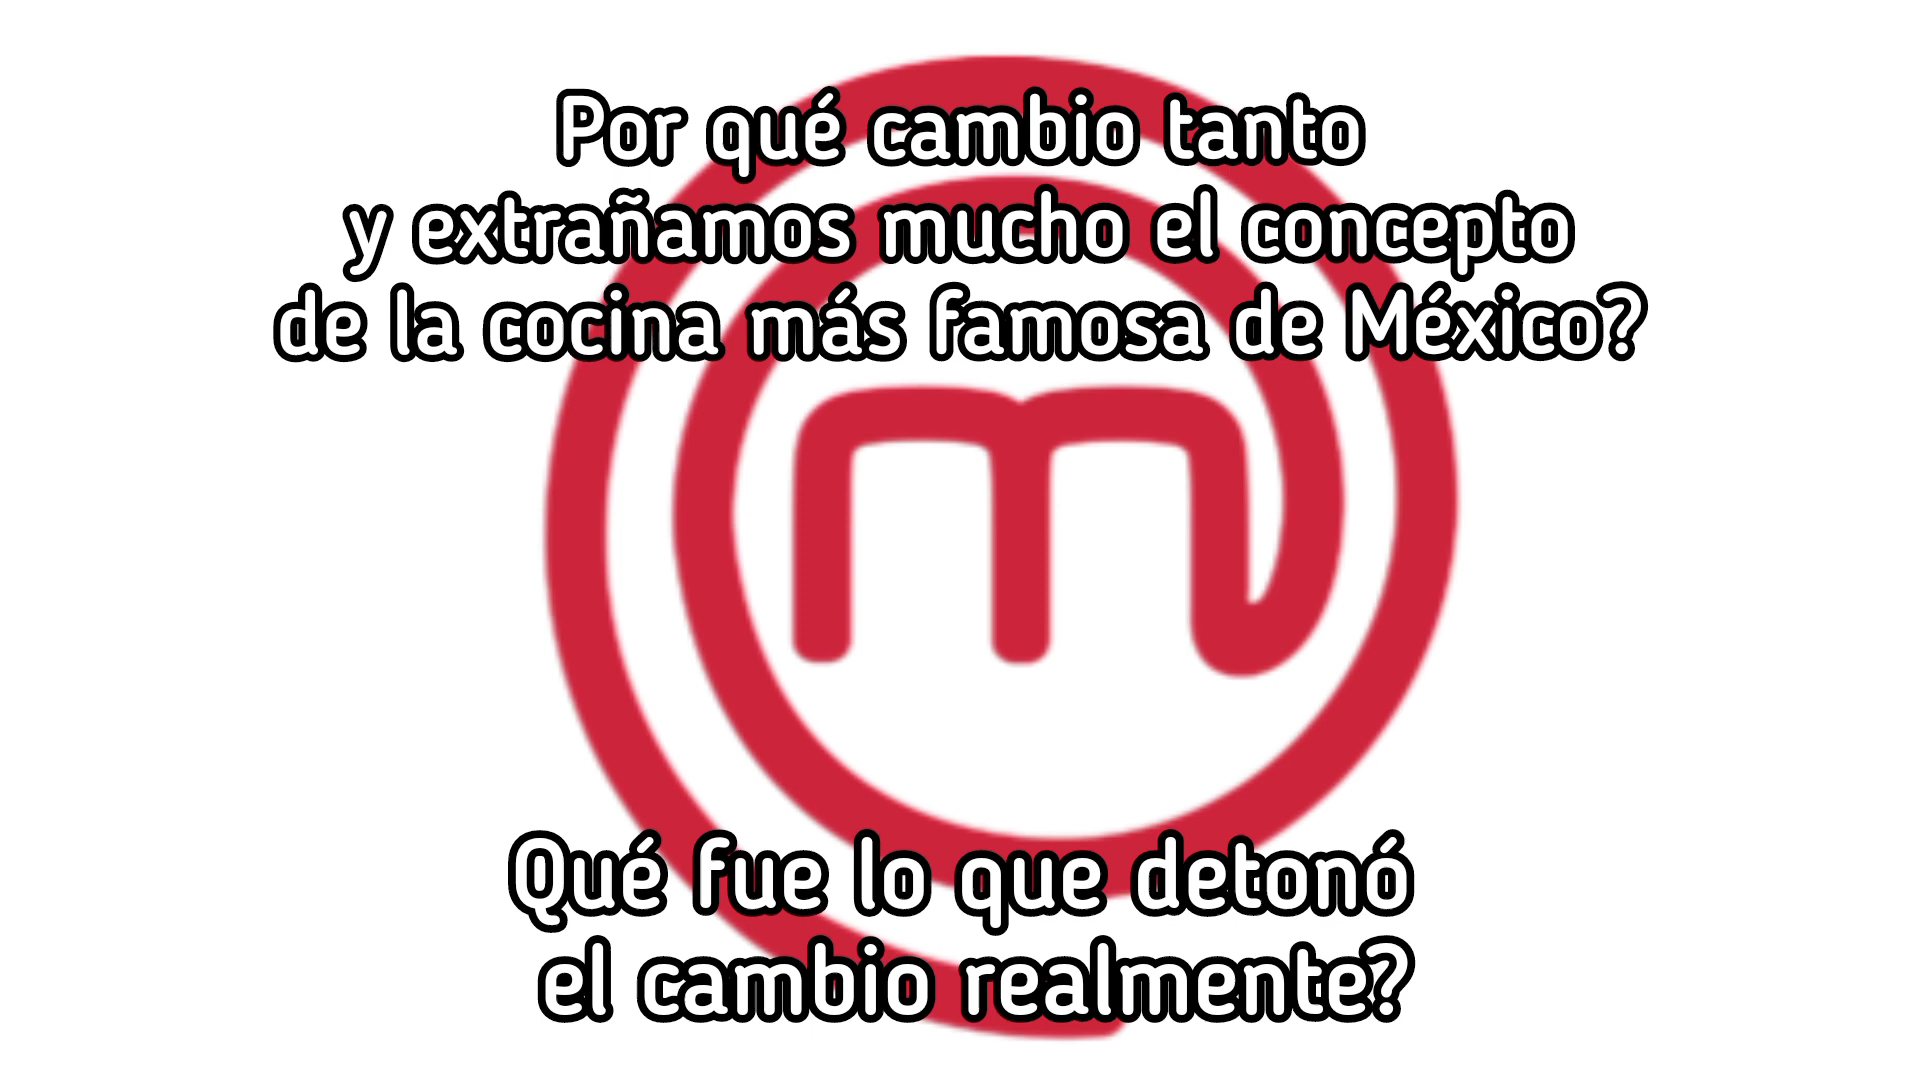 Por qué cambio tanto
y extrañamos mucho el concepto
de la cocina más famosa de México?
Qué fue lo que detonó
el cambio realmente?